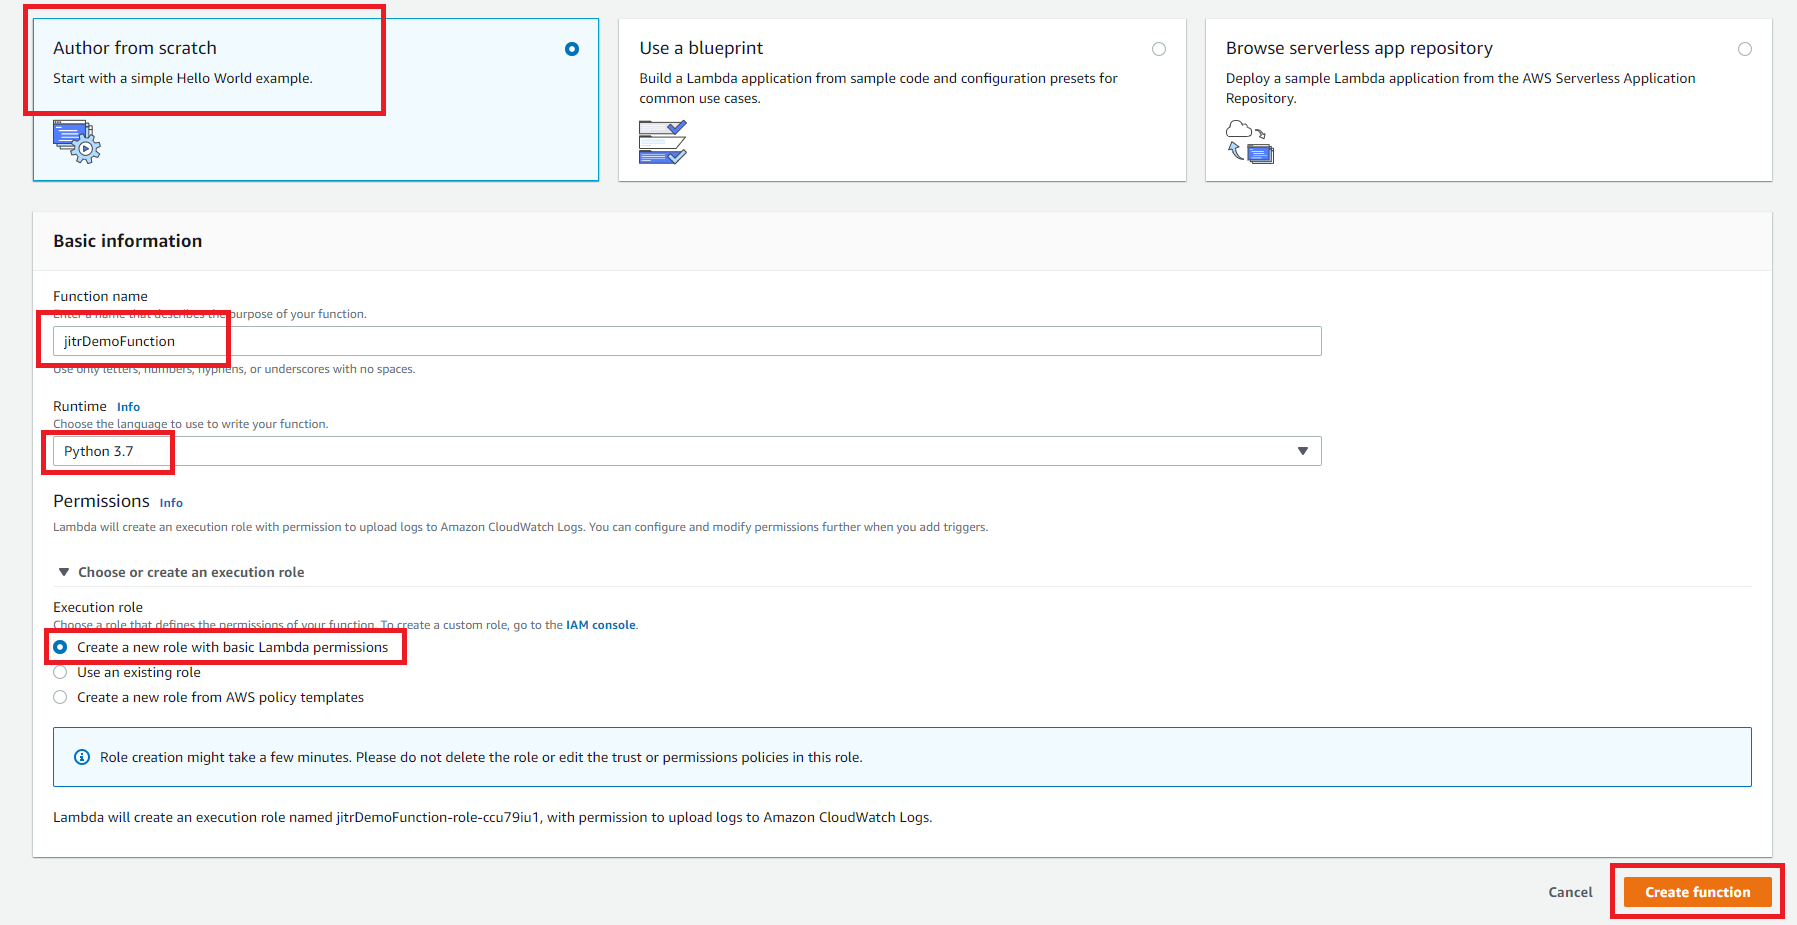 Author from scratch
Start with a simple Hello World example.
Use a blueprint
Build a Lambda application from sample code and configuration presets for
common use cases.
Browse serverless app repository
Deploy a sample Lambda application from the AWS Serverless Application
Repository.
Basic information
Function name
Enter a name that describes the purpose of your function.
jitrDemoFunction
Use only letters, numbers, hyphens, or underscores with no spaces.
Runtime Info
Choose the language to use to write your function.
Python 3.7
Permissions Info
Lambda will create an execution role with permission to upload logs to Amazon CloudWatch Logs. You can configure and modify permissions further when you add triggers.
Choose or create an execution role
Execution role
Choose a role that defines the permissions of your function. To create a custom role, go to the IAM console.
Create a new role with basic Lambda permissions
Use an existing role
Create a new role from AWS policy templates
Role creation might take a few minutes. Please do not delete the role or edit the trust or permissions policies in this role.
Lambda will create an execution role named jitrDemoFunction-role-ccu79iu1, with permission to upload logs to Amazon CloudWatch Logs.
Cancel
Create function